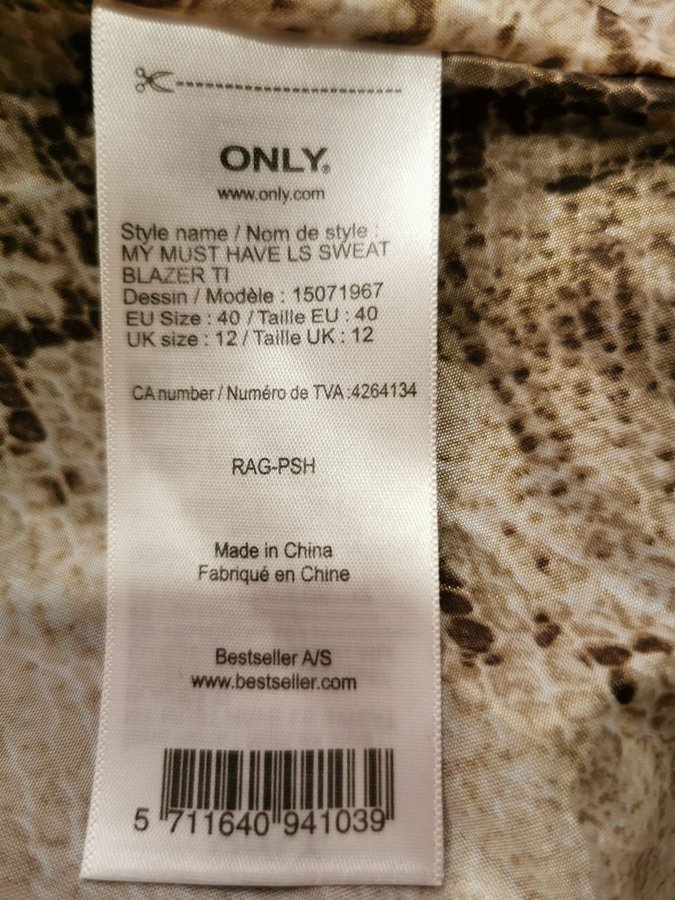 ONLY®
www.only.com
Style name / Nom de style :
MY MUST HAVE LS SWEAT
BLAZER TI
Dessin / Modèle : 15071967
EU Size : 40 / Taille EU : 40
UK size : 12 / Taille UK : 12
CA number / Numéro de TVA :4264134
RAG-PSH
Made in China
Fabriqué en Chine
Bestseller A/S
www.bestseller.com
5 711640 941039